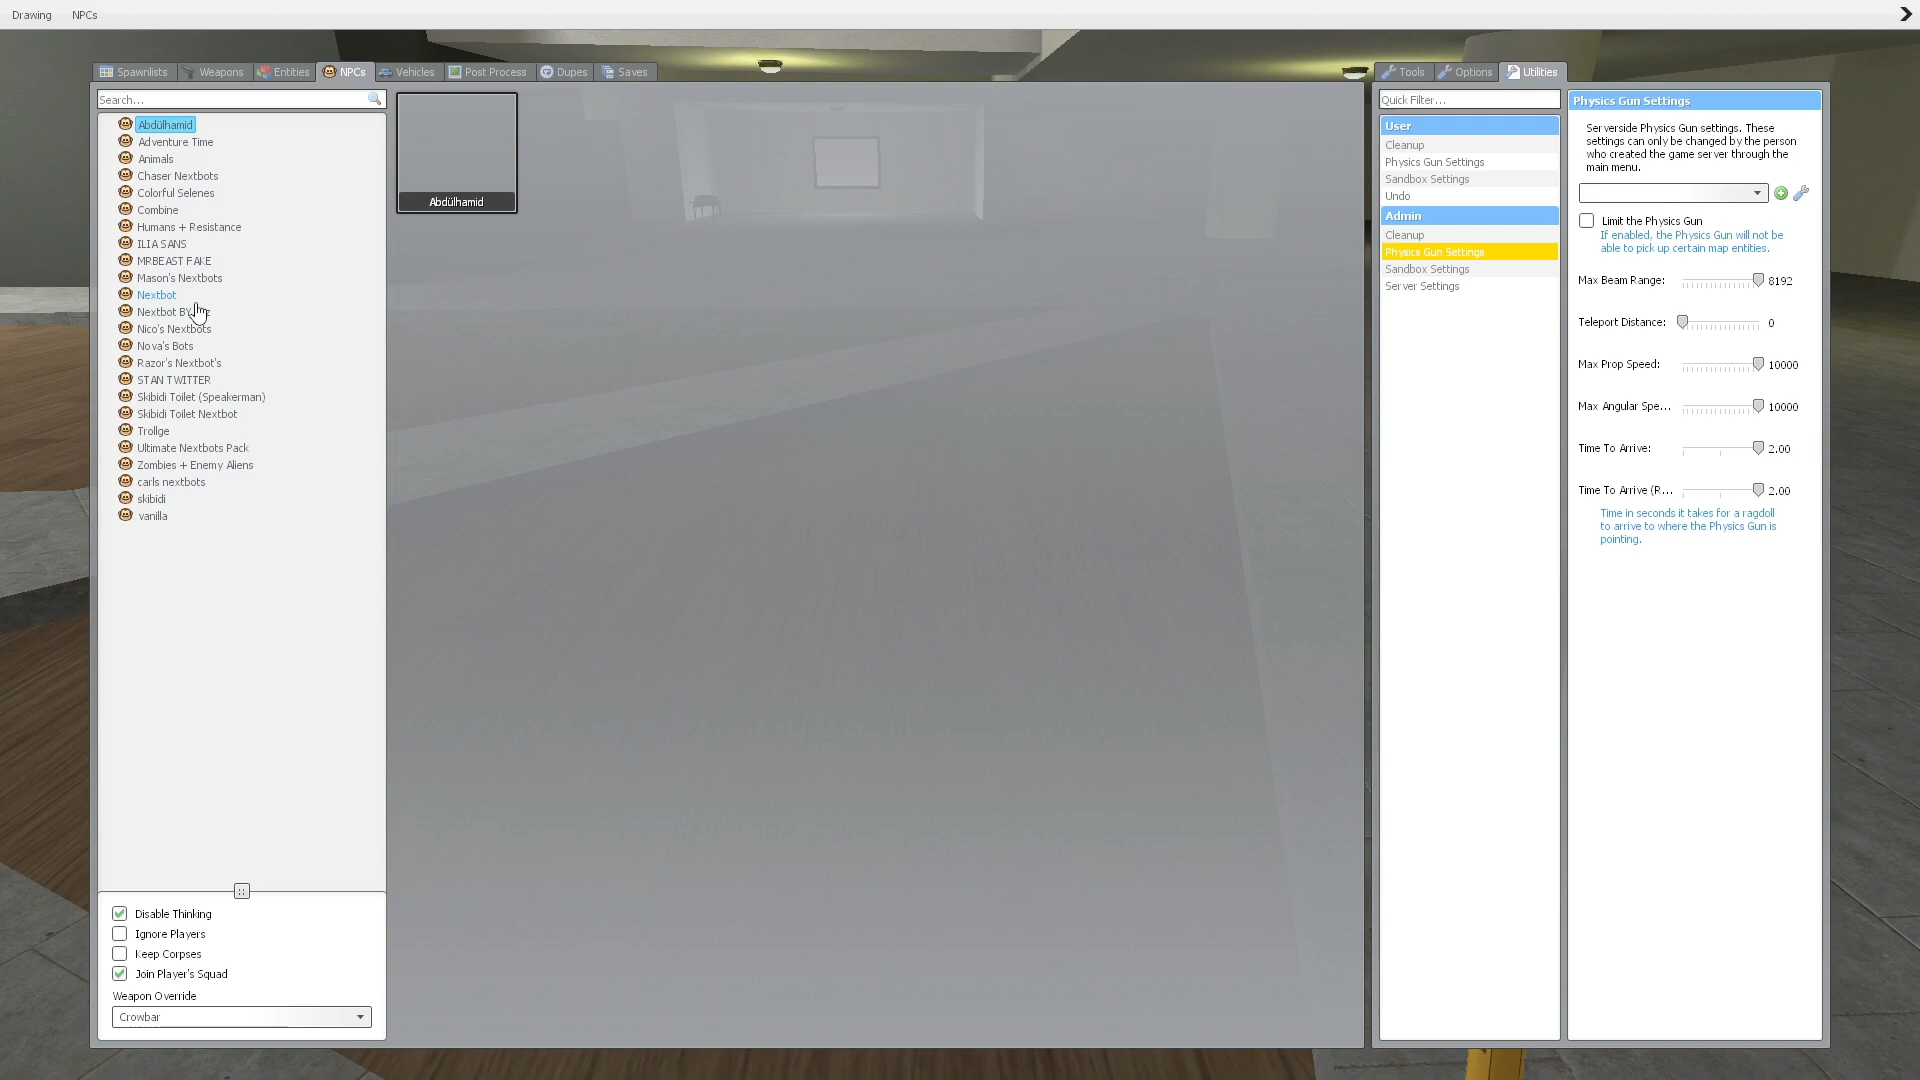 Drawing NPCs
Spawnlists Weapons Entities NPCs Vehicles Post Process Dupes Saves
Search...
Abdülhamid
Adventure Time
Animals
Chaser Nextbots
Colorful Selenes
Combine
Humans + Resistance
ILIA SANS
MRBEAST FAKE
Mason's Nextbots
Nextbot
Nextbot BY
Nico's Nextbots
Nova's Bots
Razor's Nextbot's
STAN TWITTER
Skibidi Toilet (Speakerman)
Skibidi Toilet Nextbot
Trollge
Ultimate Nextbots Pack
Zombies + Enemy Aliens
carls nextbots
skibidi
vanilla
Disable Thinking
Ignore Players
Keep Corpses
Join Player's Squad
Weapon Override
Crowbar
Abdülhamid
Tools Options Utilities
Quick Filter...
User
Cleanup
Physics Gun Settings
Sandbox Settings
Undo
Admin
Cleanup
Physics Gun Settings
Sandbox Settings
Server Settings
Physics Gun Settings
Serverside Physics Gun settings. These
settings can only be changed by the person
who created the game server through the
main menu.
Limit the Physics Gun
If enabled, the Physics Gun will not be
able to pick up certain map entities.
Max Beam Range: 8192
Teleport Distance: 0
Max Prop Speed: 10000
Max Angular Spe... 10000
Time To Arrive: 2.00
Time To Arrive (R... 2.00
Time in seconds it takes for a ragdoll
to arrive to where the Physics Gun is
pointing.